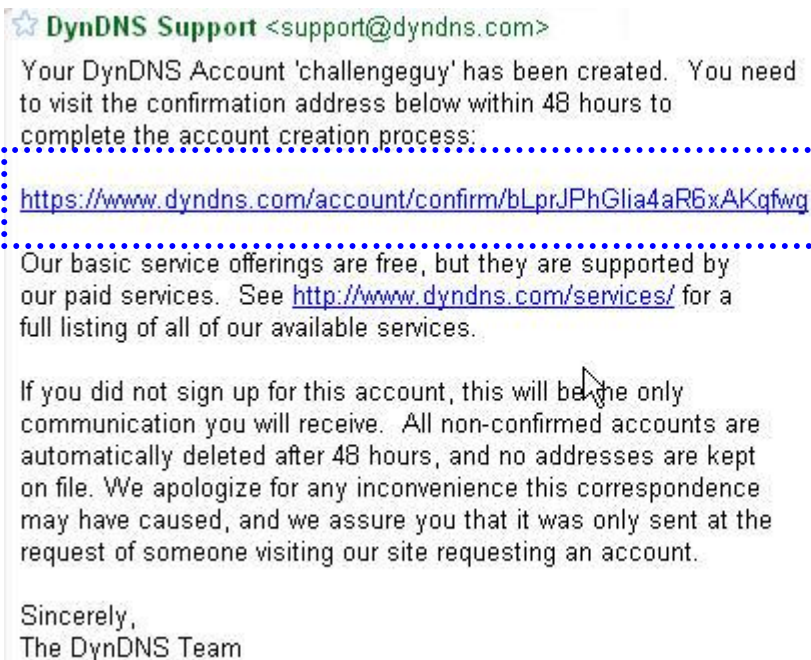 DynDNS Support <support@dyndns.com>
Your DynDNS Account 'challengeguy' has been created.  You need
to visit the confirmation address below within 48 hours to
complete the account creation process:
https://www.dyndns.com/account/confirm/bLprJPhGlia4aR6xAKqfwg
Our basic service offerings are free, but they are supported by
our paid services.  See http://www.dyndns.com/services/ for a
full listing of all of our available services.
If you did not sign up for this account, this will be the only
communication you will receive.  All non-confirmed accounts are
automatically deleted after 48 hours, and no addresses are kept
on file. We apologize for any inconvenience this correspondence
may have caused, and we assure you that it was only sent at the
request of someone visiting our site requesting an account.
Sincerely,
The DynDNS Team